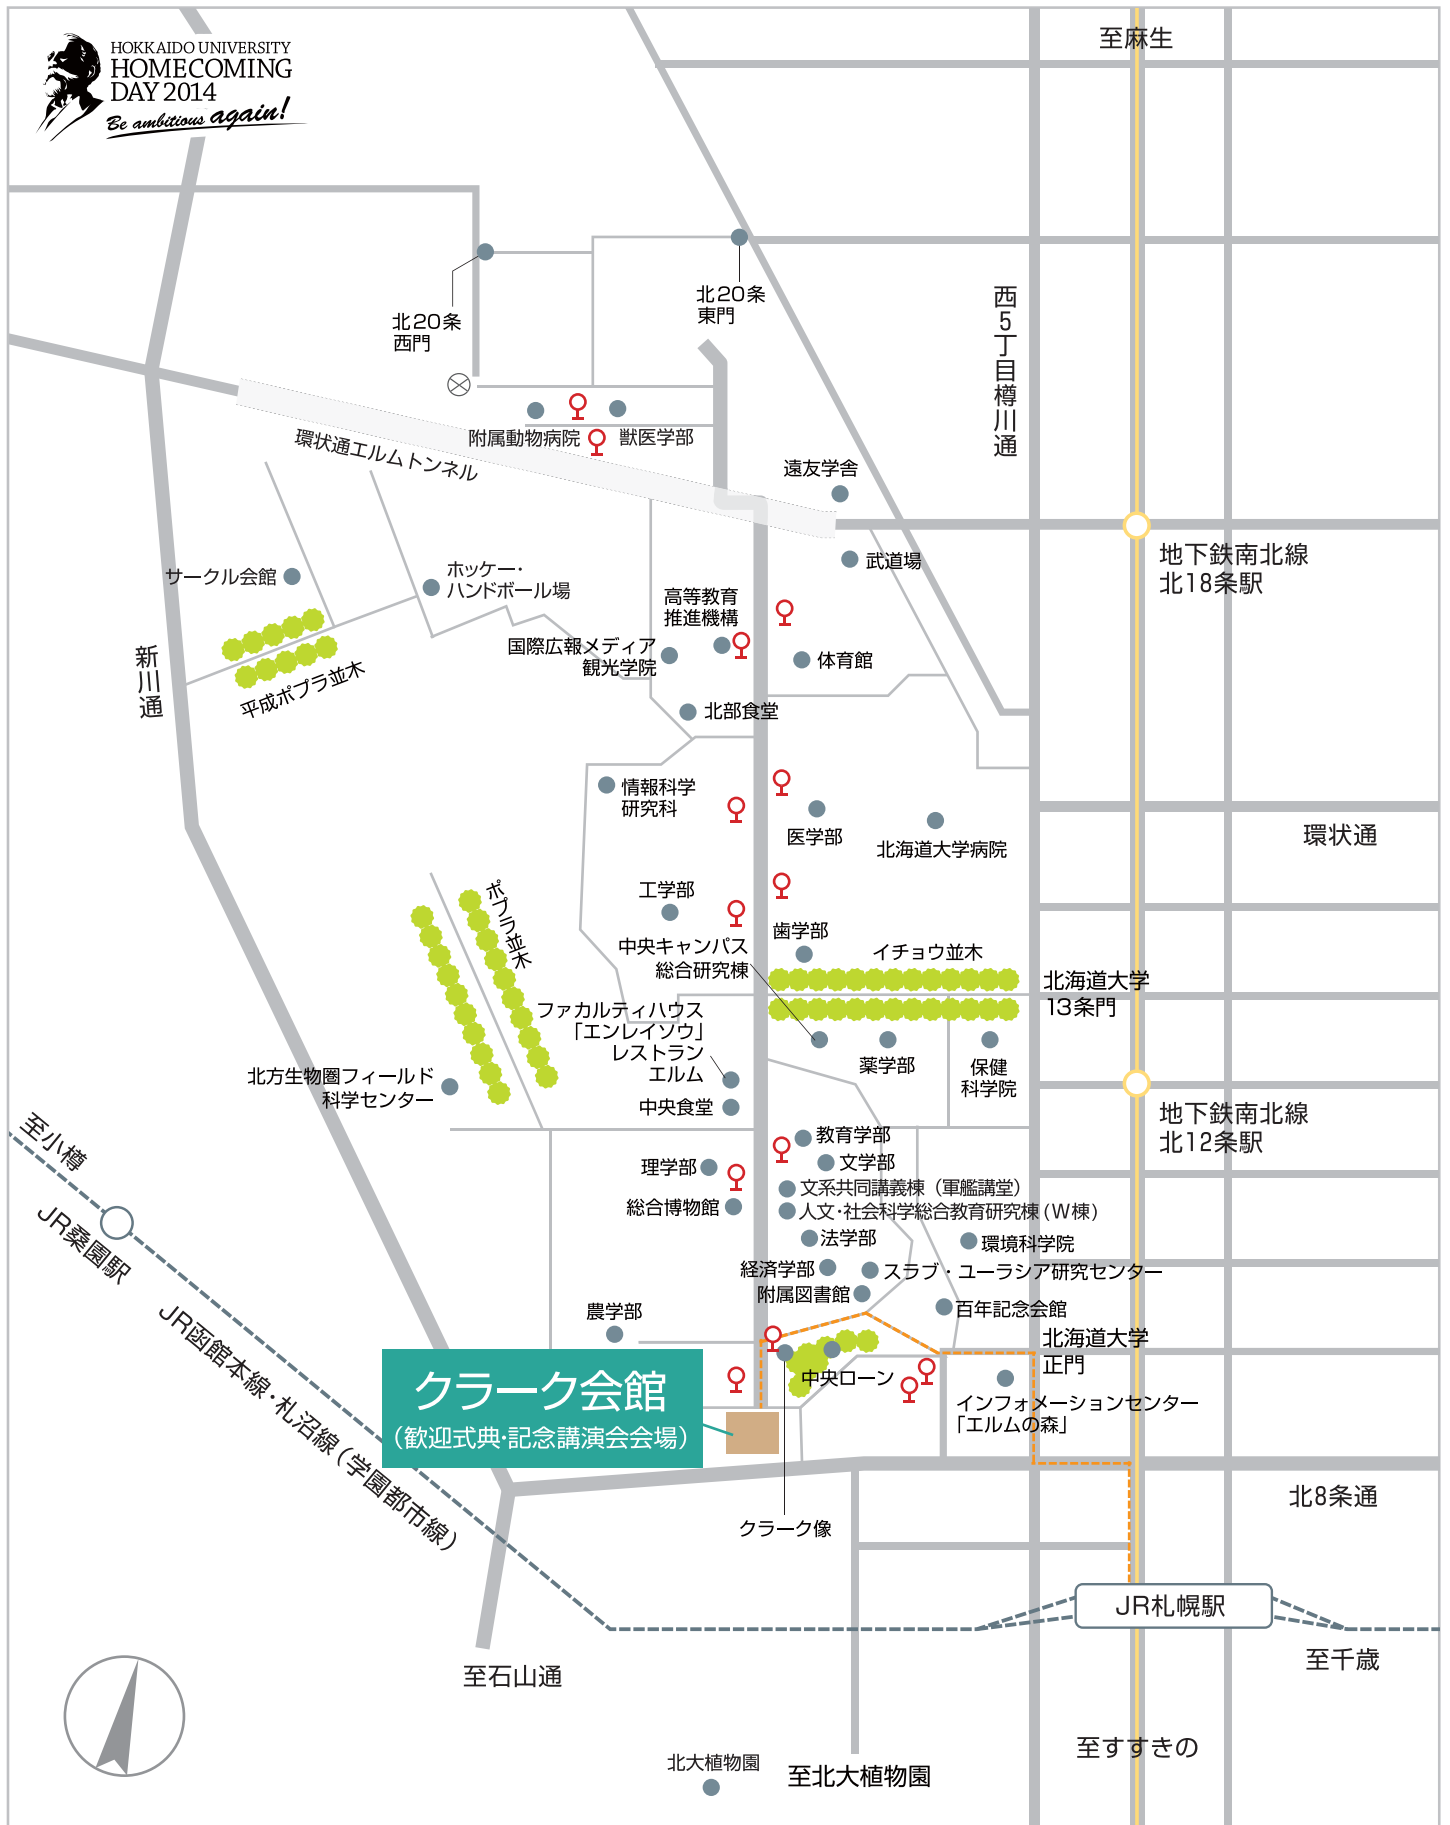 HOKKAIDO UNIVERSITY
HOMECOMING
DAY 2014
Be ambitious again!
至麻生
北20条
西門
北20条
東門
西5丁目樽川通
附属動物病院
獣医学部
環状通エルムトンネル
遠友学舎
武道場
地下鉄南北線
北18条駅
サークル会館
ホッケー・
ハンドボール場
高等教育
推進機構
国際広報メディア
観光学院
体育館
新川通
平成ポプラ並木
北部食堂
情報科学
研究科
医学部
北海道大学病院
環状通
工学部
ポプラ並木
歯学部
中央キャンパス
総合研究棟
イチョウ並木
北海道大学
13条門
ファカルティハウス
「エンレイソウ」
レストラン
エルム
薬学部
保健
科学院
北方生物圏フィールド
科学センター
中央食堂
地下鉄南北線
北12条駅
至小樽
教育学部
文学部
理学部
文系共同講義棟（軍艦講堂）
総合博物館
人文・社会科学総合教育研究棟(W棟)
JR桑園駅
法学部
環境科学院
経済学部
スラブ・ユーラシア研究センター
附属図書館
百年記念会館
農学部
北海道大学
正門
JR函館本線・札沼線（学園都市線）
クラーク会館
（歓迎式典・記念講演会会場）
中央ローン
インフォメーションセンター
「エルムの森」
北8条通
クラーク像
JR札幌駅
至石山通
至千歳
至すすきの
北大植物園
至北大植物園